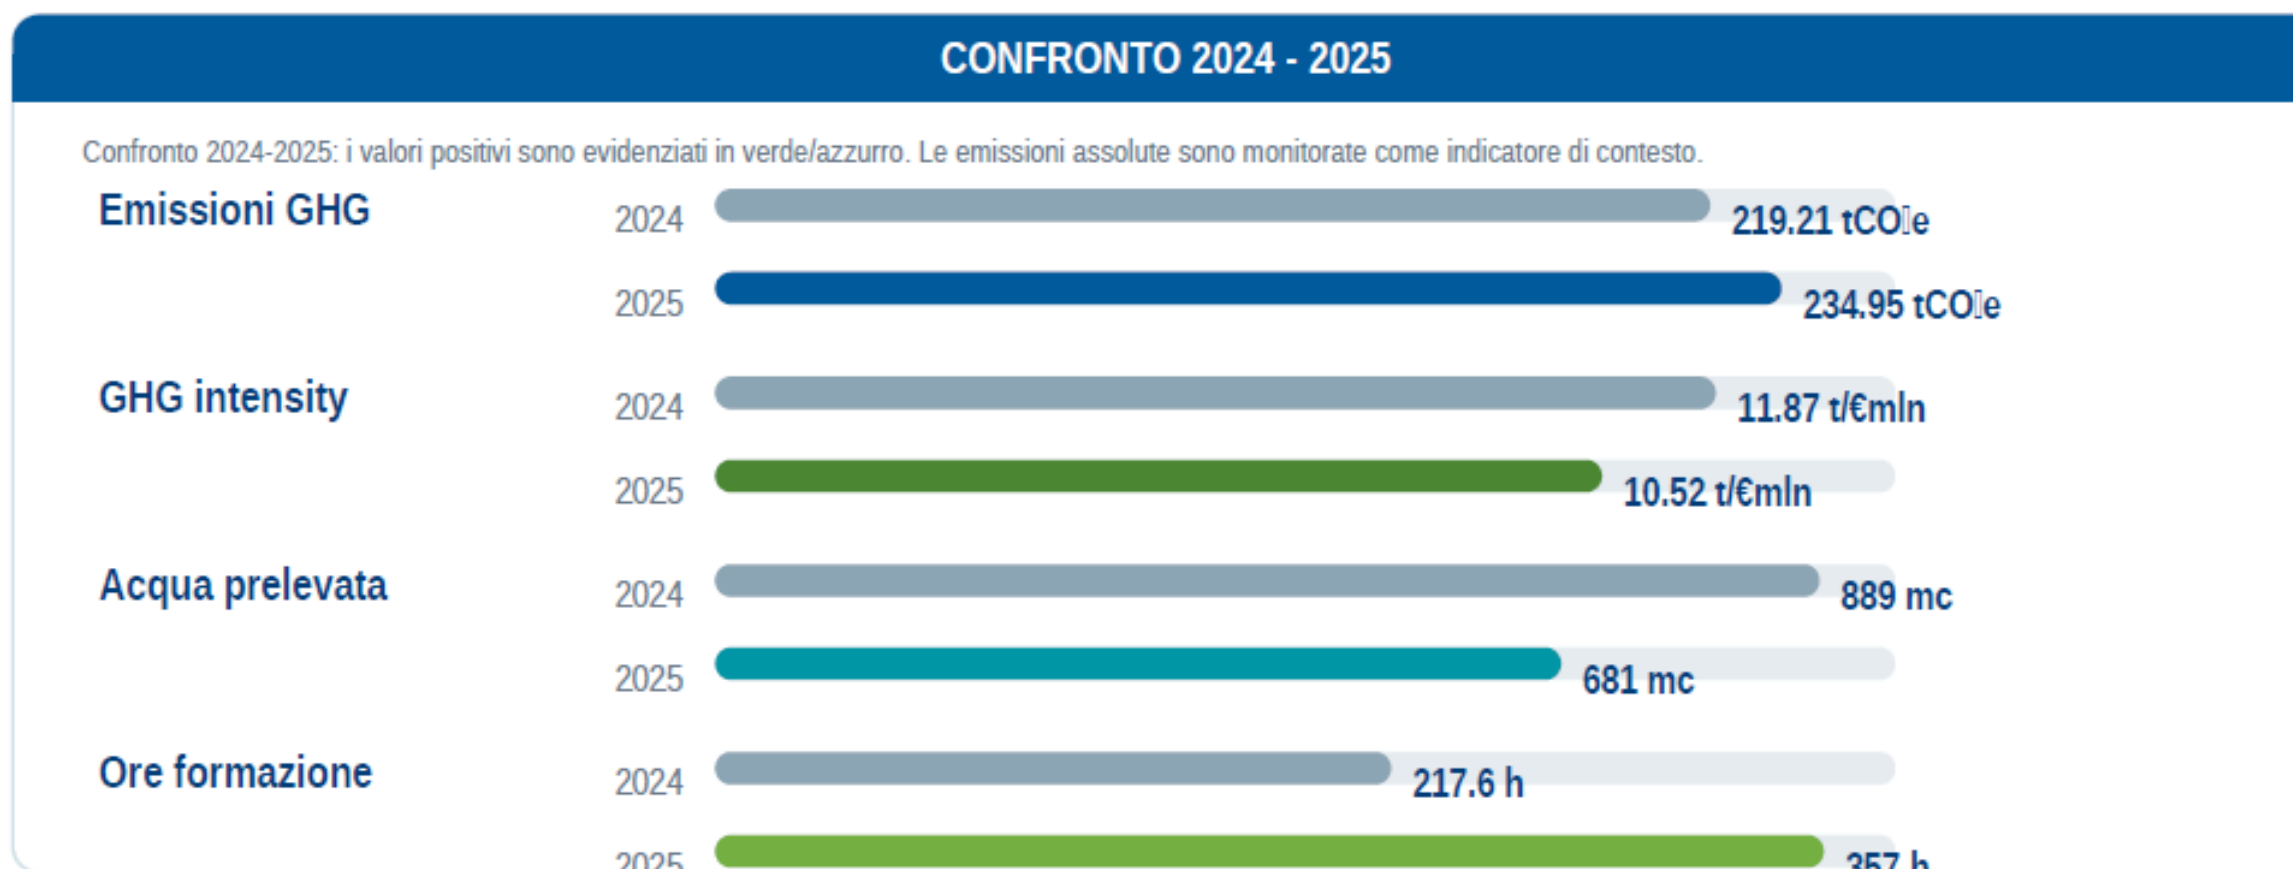 CONFRONTO 2024 - 2025
Confronto 2024-2025: i valori positivi sono evidenziati in verde/azzurro. Le emissioni assolute sono monitorate come indicatore di contesto.
Emissioni GHG 2024 219.21 tCO▯e
2025 234.95 tCO▯e
GHG intensity 2024 11.87 t/€mln
2025 10.52 t/€mln
Acqua prelevata 2024 889 mc
2025 681 mc
Ore formazione 2024 217.6 h
2025 357 h